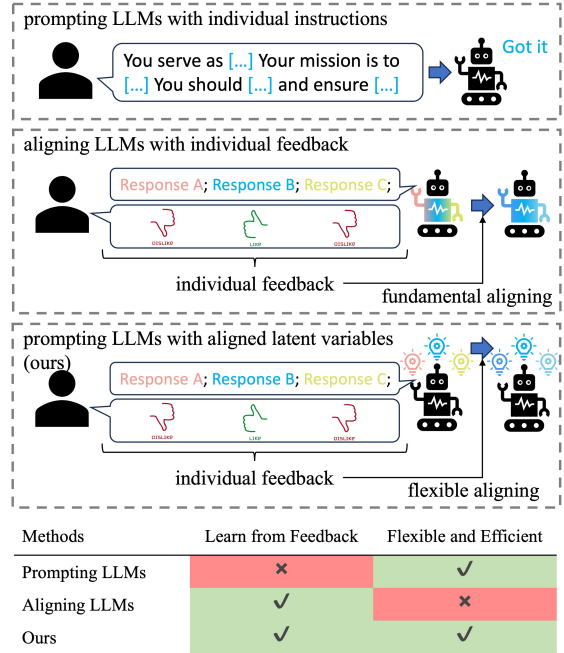 prompting LLMs with individual instructions
You serve as [...] Your mission is to
[...] You should [...] and ensure [...]
Got it
aligning LLMs with individual feedback
Response A; Response B; Response C;
DISLIKE
LIKE
DISLIKE
individual feedback
fundamental aligning
prompting LLMs with aligned latent variables
(ours)
Response A; Response B; Response C;
DISLIKE
LIKE
DISLIKE
individual feedback
flexible aligning
Methods Learn from Feedback Flexible and Efficient
Prompting LLMs ✗ ✓
Aligning LLMs ✓ ✗
Ours ✓ ✓